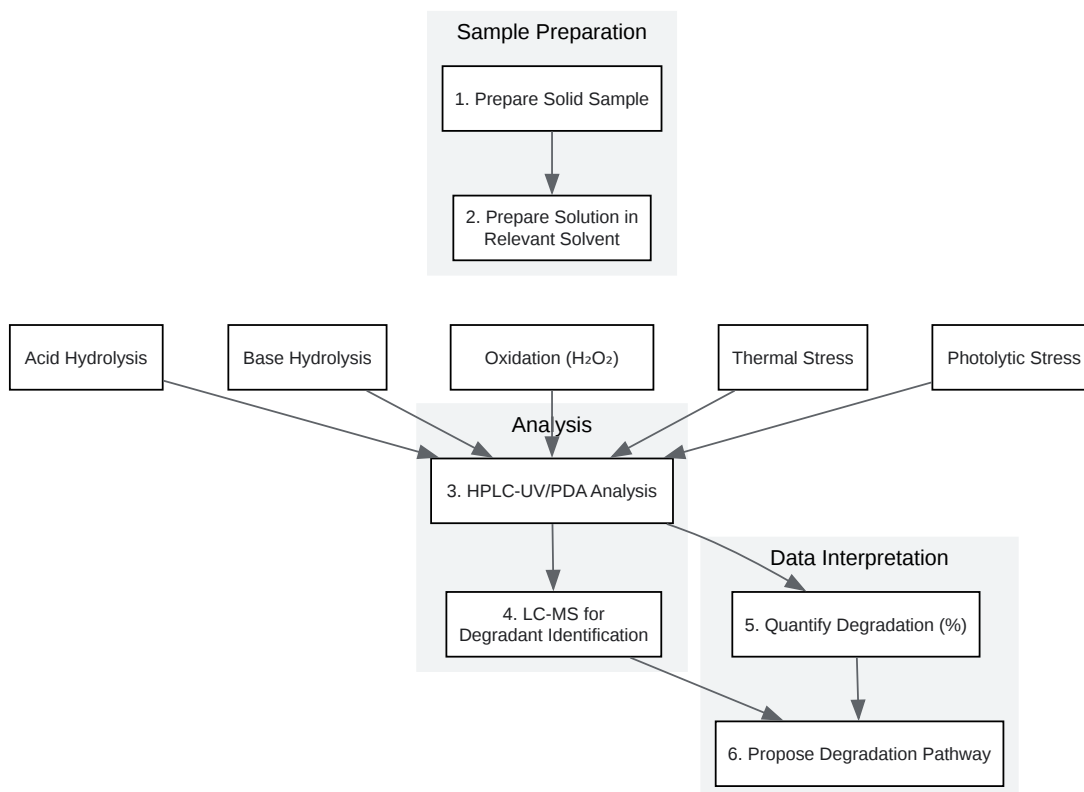 Sample Preparation
1. Prepare Solid Sample
2. Prepare Solution in
Relevant Solvent
Acid Hydrolysis
Base Hydrolysis
Oxidation (H₂O₂)
Thermal Stress
Photolytic Stress
Analysis
3. HPLC-UV/PDA Analysis
Data Interpretation
4. LC-MS for
Degradant Identification
5. Quantify Degradation (%)
6. Propose Degradation Pathway